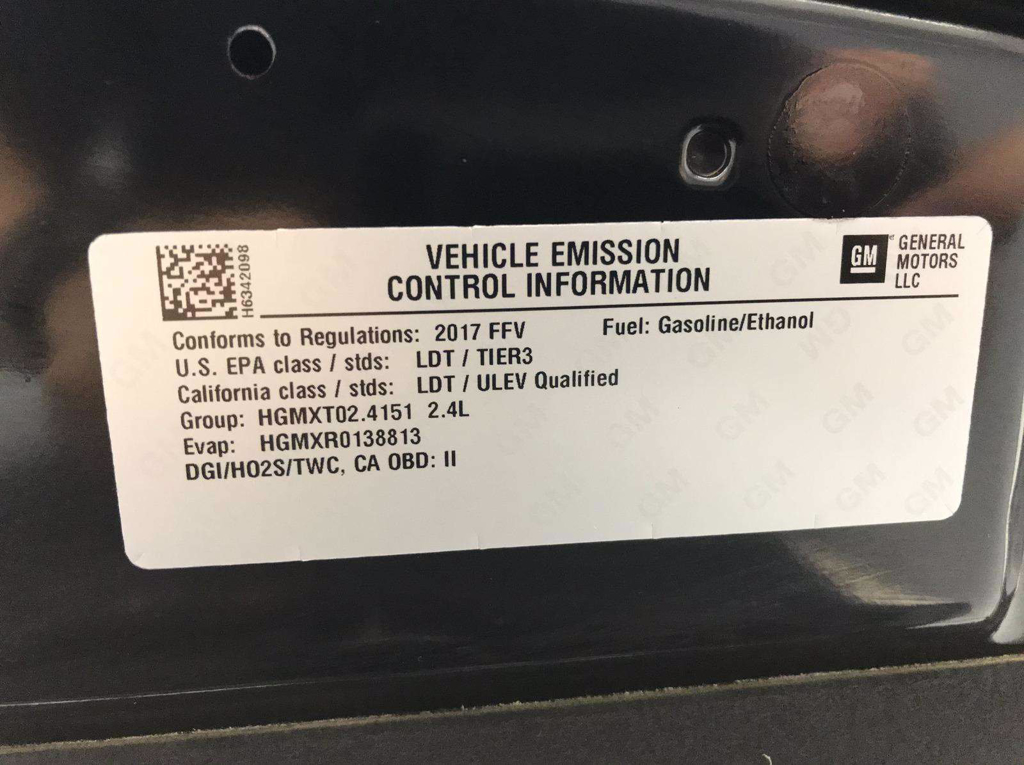 H6342098
VEHICLE EMISSION
CONTROL INFORMATION
GM
GENERAL
MOTORS
LLC
Conforms to Regulations: 2017 FFV Fuel: Gasoline/Ethanol
U.S. EPA class / stds: LDT / TIER3
California class / stds: LDT / ULEV Qualified
Group: HGMXT02.4151 2.4L
Evap: HGMXR0138813
DGI/HO2S/TWC, CA OBD: II